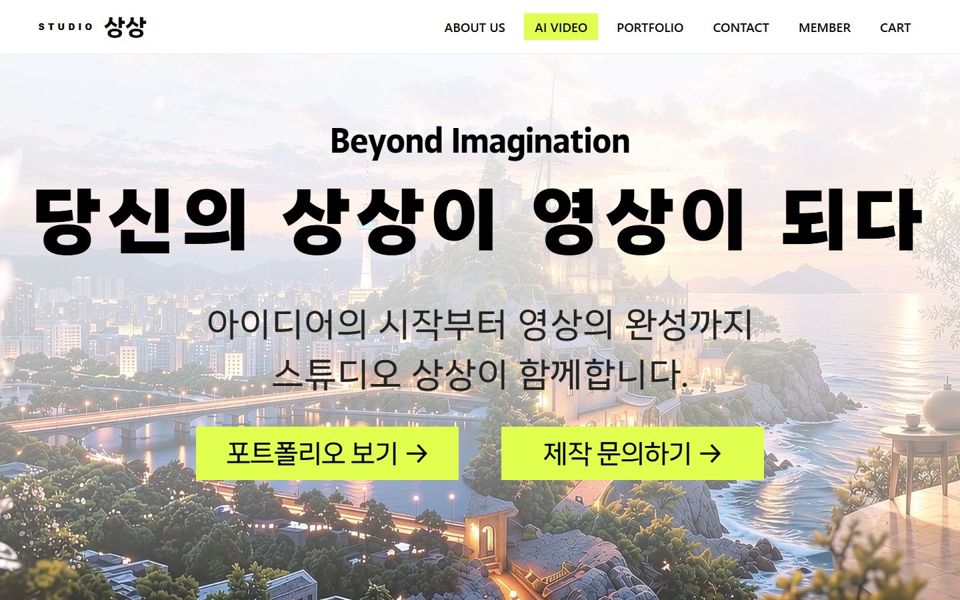 STUDIO 상상
ABOUT US
AI VIDEO
PORTFOLIO
CONTACT
MEMBER
CART
Beyond Imagination
당신의 상상이 영상이 되다
아이디어의 시작부터 영상의 완성까지
스튜디오 상상이 함께합니다.
포트폴리오 보기 →
제작 문의하기 →